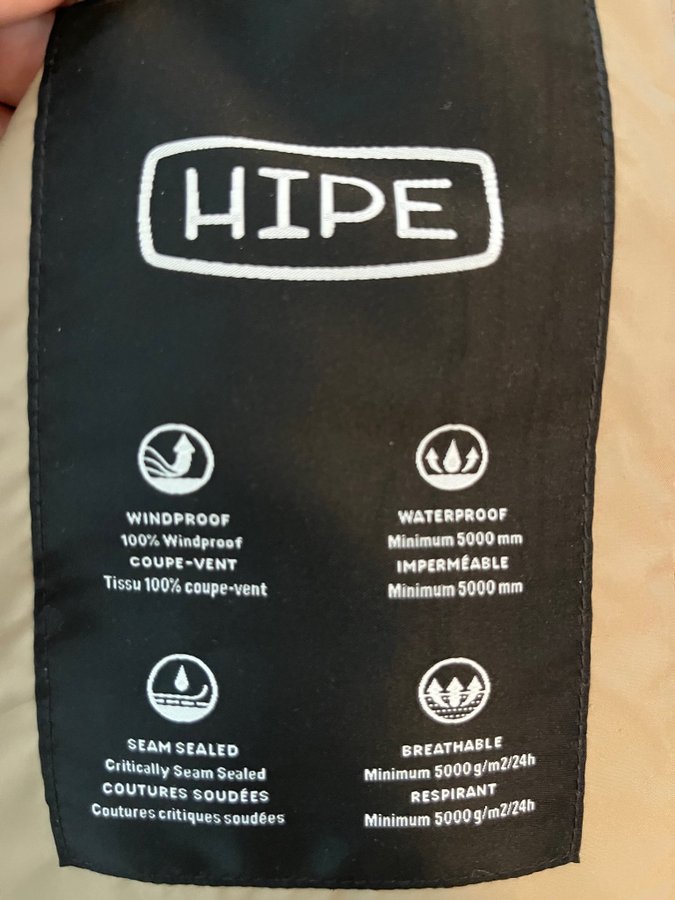 HIPE
WINDPROOF
100% Windproof
COUPE-VENT
Tissu 100% coupe-vent
WATERPROOF
Minimum 5000 mm
IMPERMÉABLE
Minimum 5000 mm
SEAM SEALED
Critically Seam Sealed
COUTURES SOUDÉES
Coutures critiques soudées
BREATHABLE
Minimum 5000 g/m2/24h
RESPIRANT
Minimum 5000 g/m2/24h